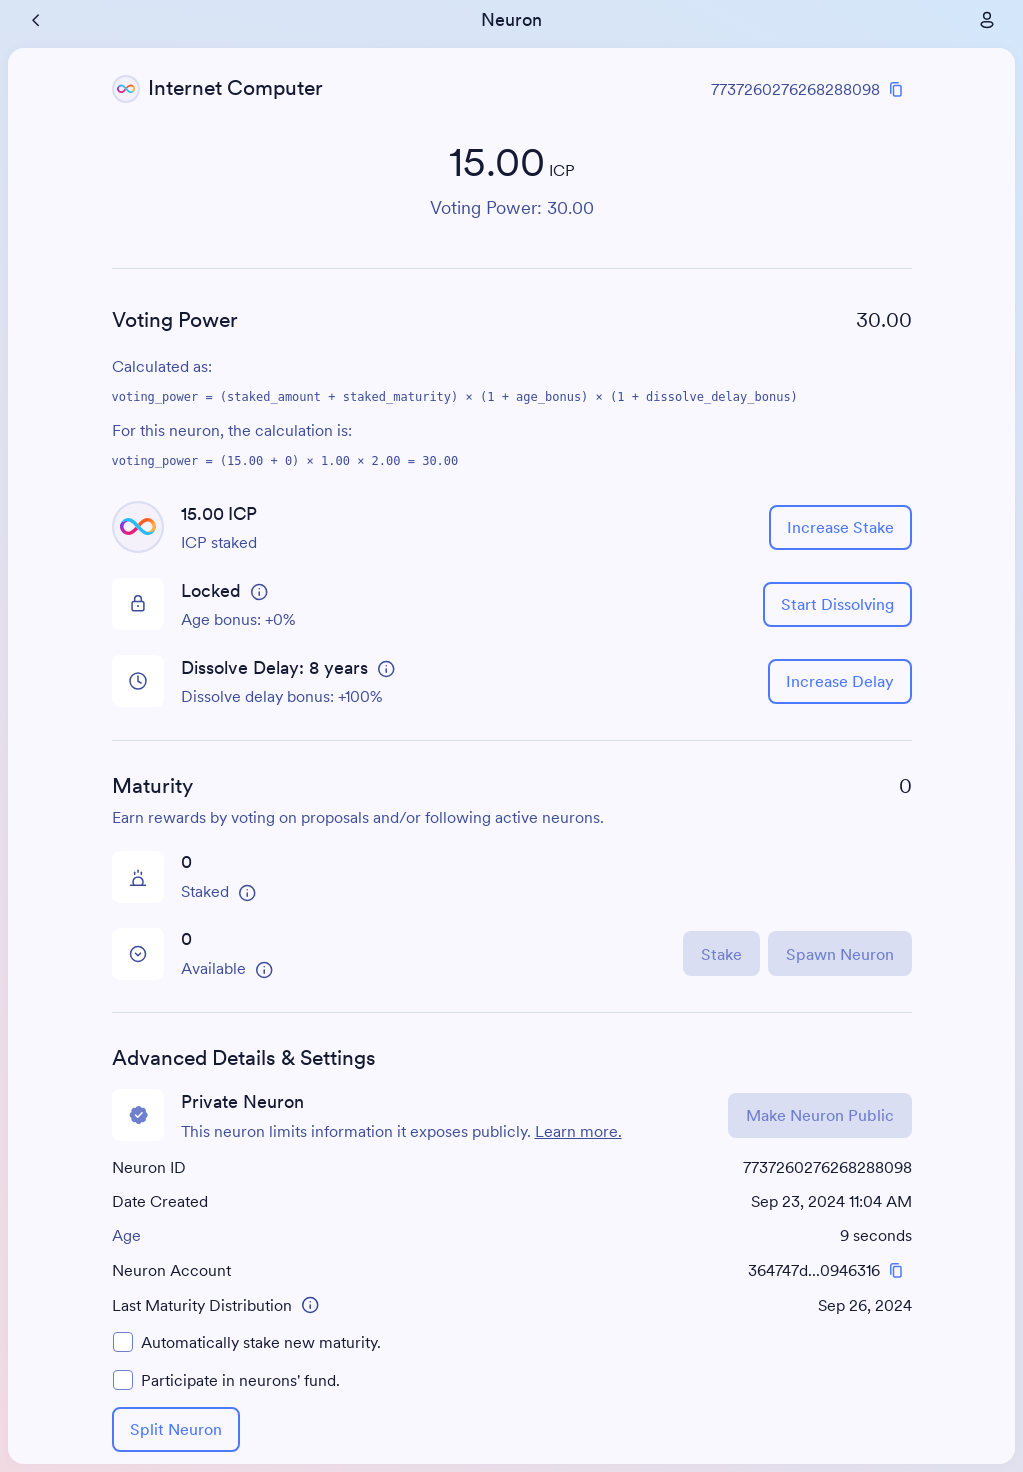 Neuron
Internet Computer
7737260276268288098
15.00 ICP
Voting Power: 30.00
Voting Power
30.00
Calculated as:
voting_power = (staked_amount + staked_maturity) × (1 + age_bonus) × (1 + dissolve_delay_bonus)
For this neuron, the calculation is:
voting_power = (15.00 + 0) × 1.00 × 2.00 = 30.00
15.00 ICP
ICP staked
Increase Stake
Locked
Age bonus: +0%
Start Dissolving
Dissolve Delay: 8 years
Dissolve delay bonus: +100%
Increase Delay
Maturity
0
Earn rewards by voting on proposals and/or following active neurons.
0
Staked
0
Available
Stake
Spawn Neuron
Advanced Details & Settings
Private Neuron
This neuron limits information it exposes publicly. Learn more.
Make Neuron Public
Neuron ID
7737260276268288098
Date Created
Sep 23, 2024 11:04 AM
Age
9 seconds
Neuron Account
364747d...0946316
Last Maturity Distribution
Sep 26, 2024
Automatically stake new maturity.
Participate in neurons' fund.
Split Neuron